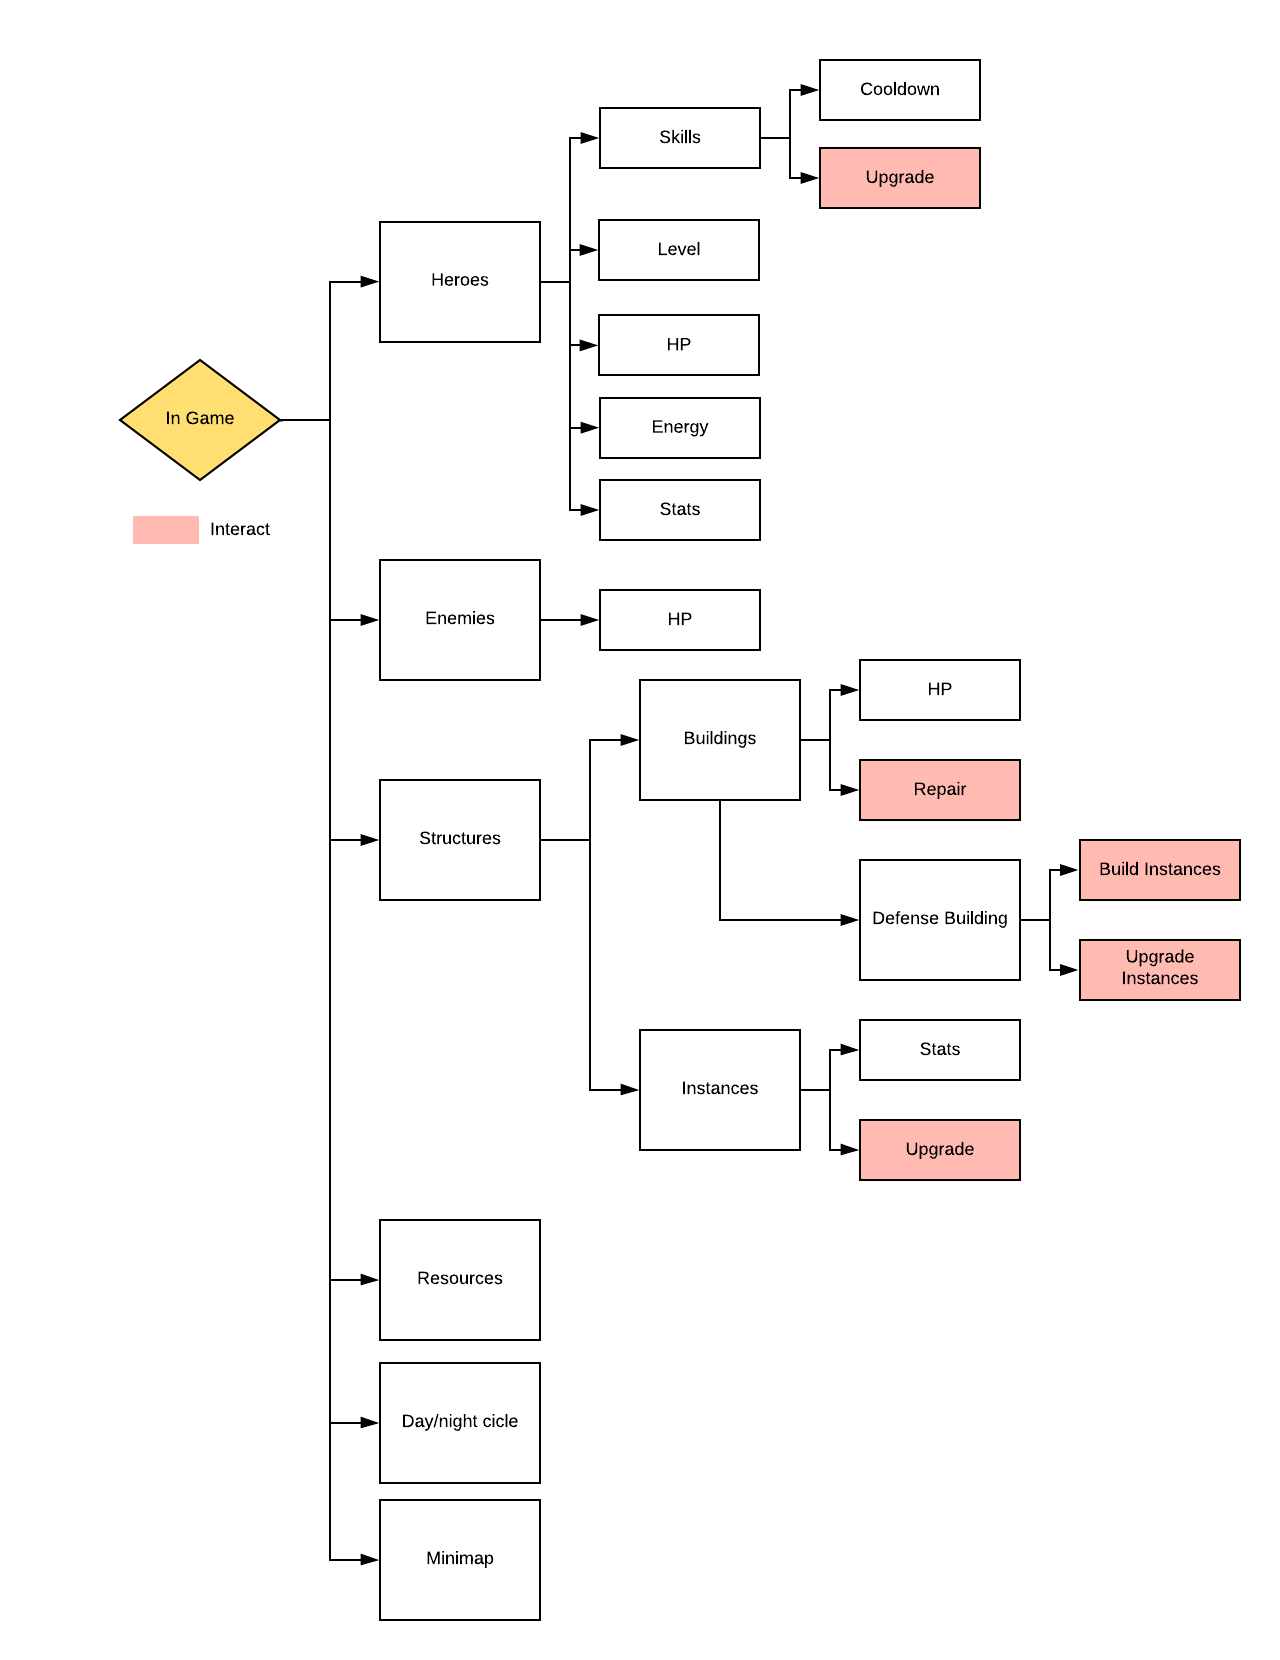 Cooldown
Skills
Upgrade
Level
Heroes
HP
In Game
Energy
Stats
Interact
Enemies
HP
HP
Buildings
Repair
Structures
Build Instances
Defense Building
Upgrade
Instances
Stats
Instances
Upgrade
Resources
Day/night cicle
Minimap